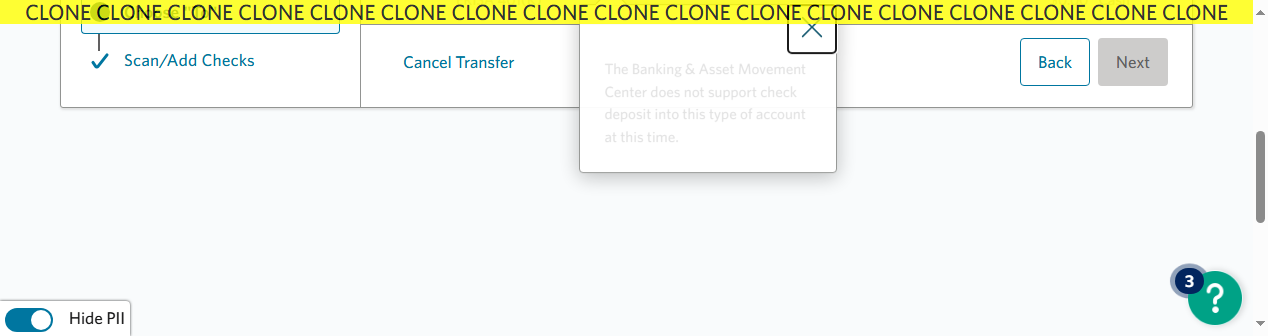 CLONE CLONE CLONE CLONE CLONE CLONE CLONE CLONE CLONE CLONE CLONE CLONE CLONE CLONE CLONE CLONE CLONE
Scan/Add Checks
Cancel Transfer
The Banking & Asset Movement
Center does not support check
deposit into this type of account
at this time.
Back
Next
3
?
Hide PII